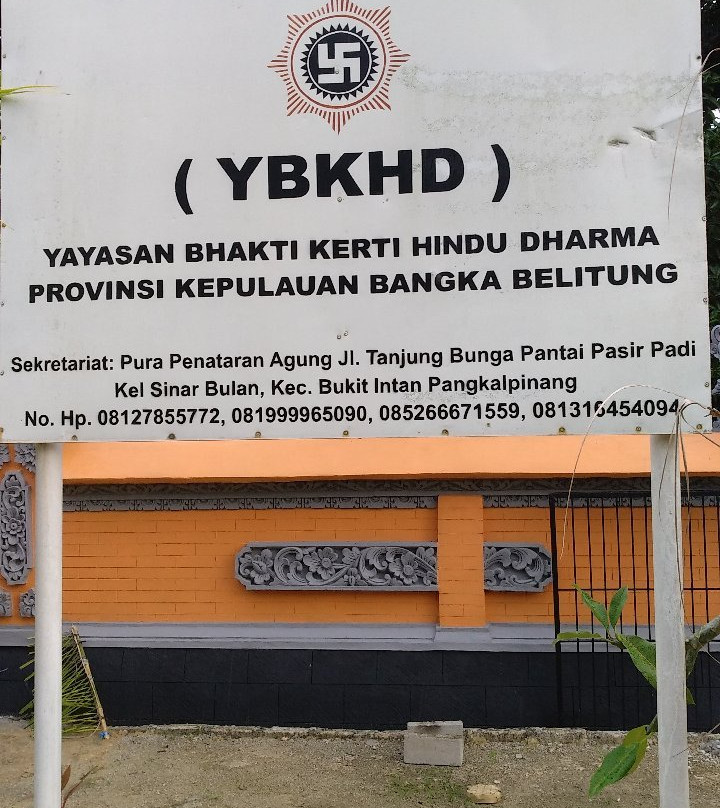 ( YBKHD )
YAYASAN BHAKTI KERTI HINDU DHARMA
PROVINSI KEPULAUAN BANGKA BELITUNG
Sekretariat: Pura Penataran Agung Jl. Tanjung Bunga Pantai Pasir Padi
Kel Sinar Bulan, Kec. Bukit Intan Pangkalpinang
No. Hp. 08127855772, 081999965090, 085266671559, 081316454094